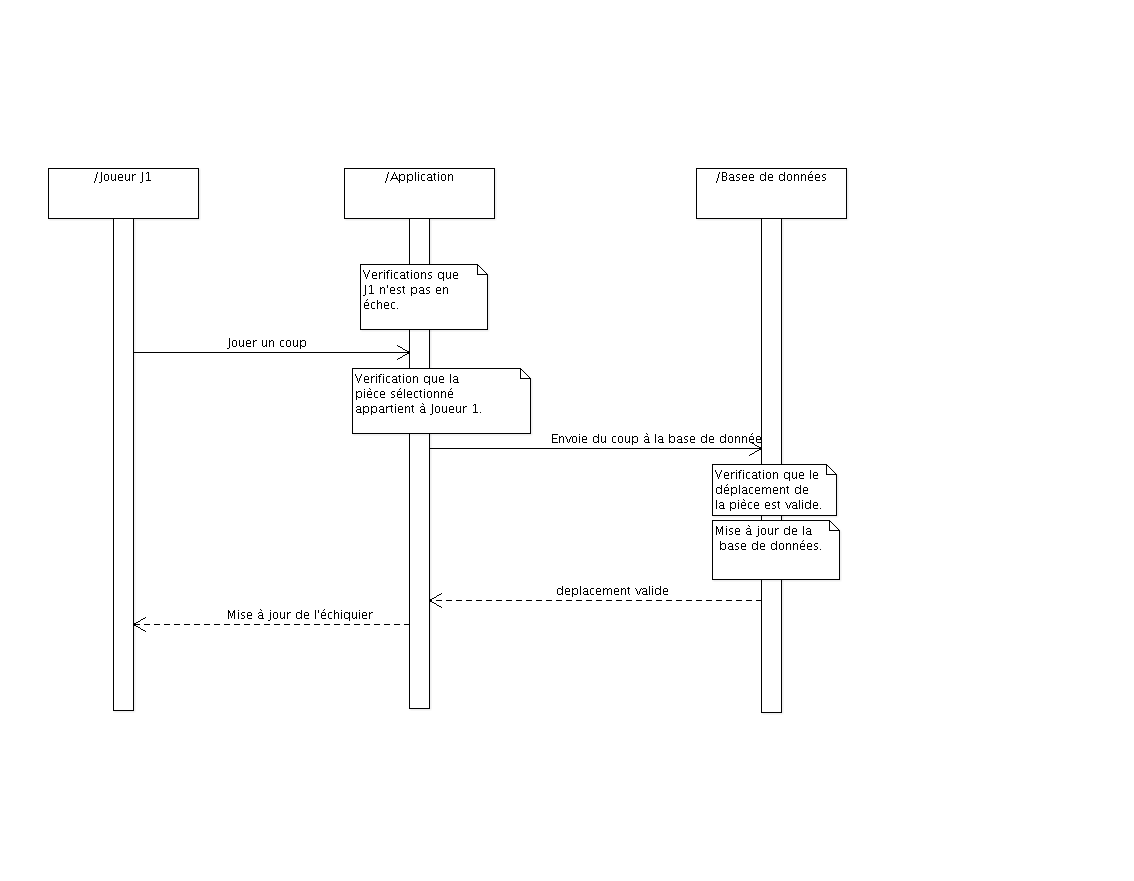 /Joueur J1
/Application
/Basee de données
Verifications que
J1 n'est pas en
échec.
Jouer un coup
Verification que la
pièce sélectionné
appartient à Joueur 1.
Envoie du coup à la base de donnée
Verification que le
déplacement de
la pièce est valide.
Mise à jour de la
base de données.
deplacement valide
Mise à jour de l'échiquier